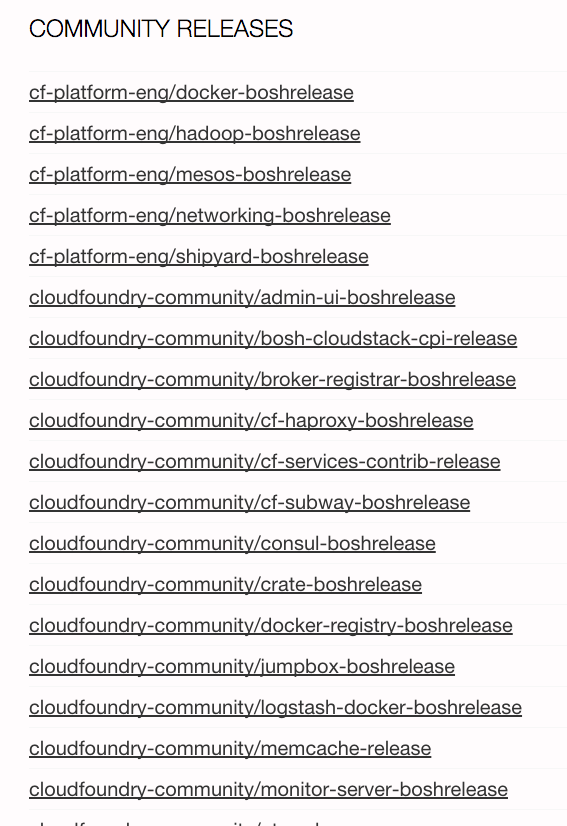 COMMUNITY RELEASES
cf-platform-eng/docker-boshrelease
cf-platform-eng/hadoop-boshrelease
cf-platform-eng/mesos-boshrelease
cf-platform-eng/networking-boshrelease
cf-platform-eng/shipyard-boshrelease
cloudfoundry-community/admin-ui-boshrelease
cloudfoundry-community/bosh-cloudstack-cpi-release
cloudfoundry-community/broker-registrar-boshrelease
cloudfoundry-community/cf-haproxy-boshrelease
cloudfoundry-community/cf-services-contrib-release
cloudfoundry-community/cf-subway-boshrelease
cloudfoundry-community/consul-boshrelease
cloudfoundry-community/crate-boshrelease
cloudfoundry-community/docker-registry-boshrelease
cloudfoundry-community/jumpbox-boshrelease
cloudfoundry-community/logstash-docker-boshrelease
cloudfoundry-community/memcache-release
cloudfoundry-community/monitor-server-boshrelease